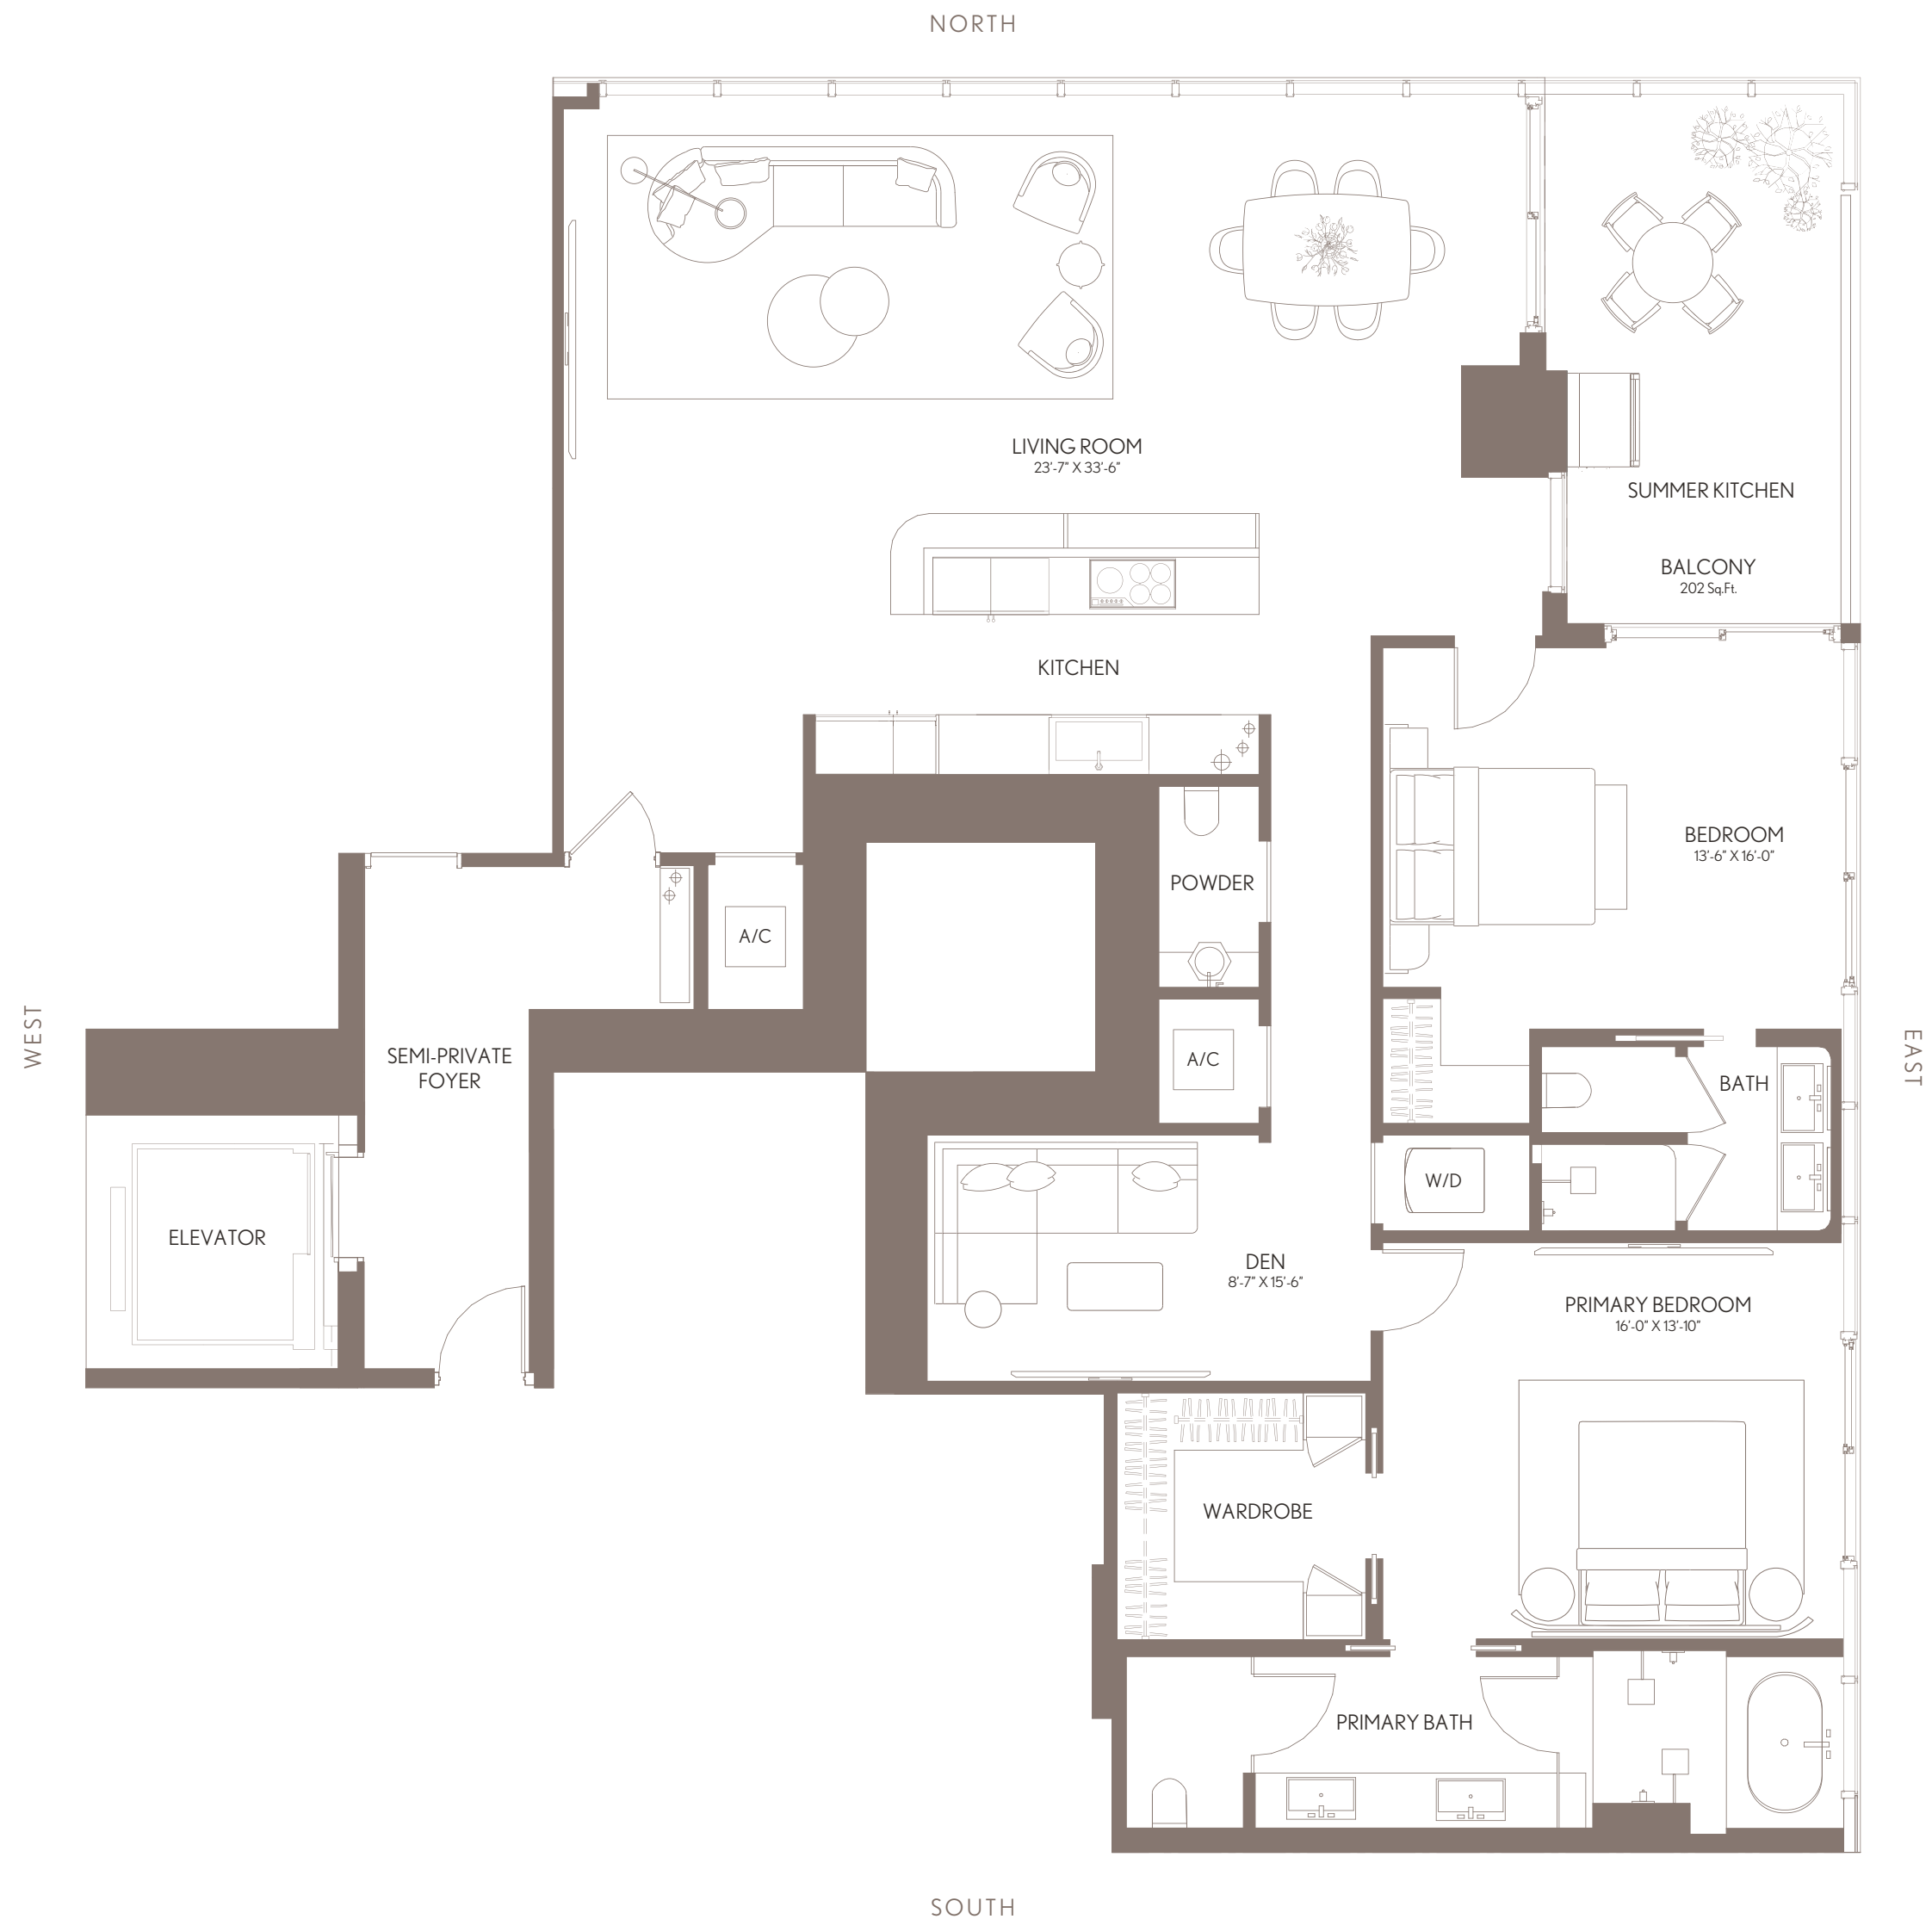 NORTH
LIVING ROOM
23'-7" X 33'-6"
SUMMER KITCHEN
BALCONY
202 Sq.Ft.
KITCHEN
BEDROOM
13'-6" X 16'-0"
POWDER
A/C
WEST
SEMI-PRIVATE
FOYER
A/C
BATH
EAST
W/D
ELEVATOR
DEN
8'-7" X 15'-6"
PRIMARY BEDROOM
16'-0" X 13'-10"
WARDROBE
PRIMARY BATH
SOUTH